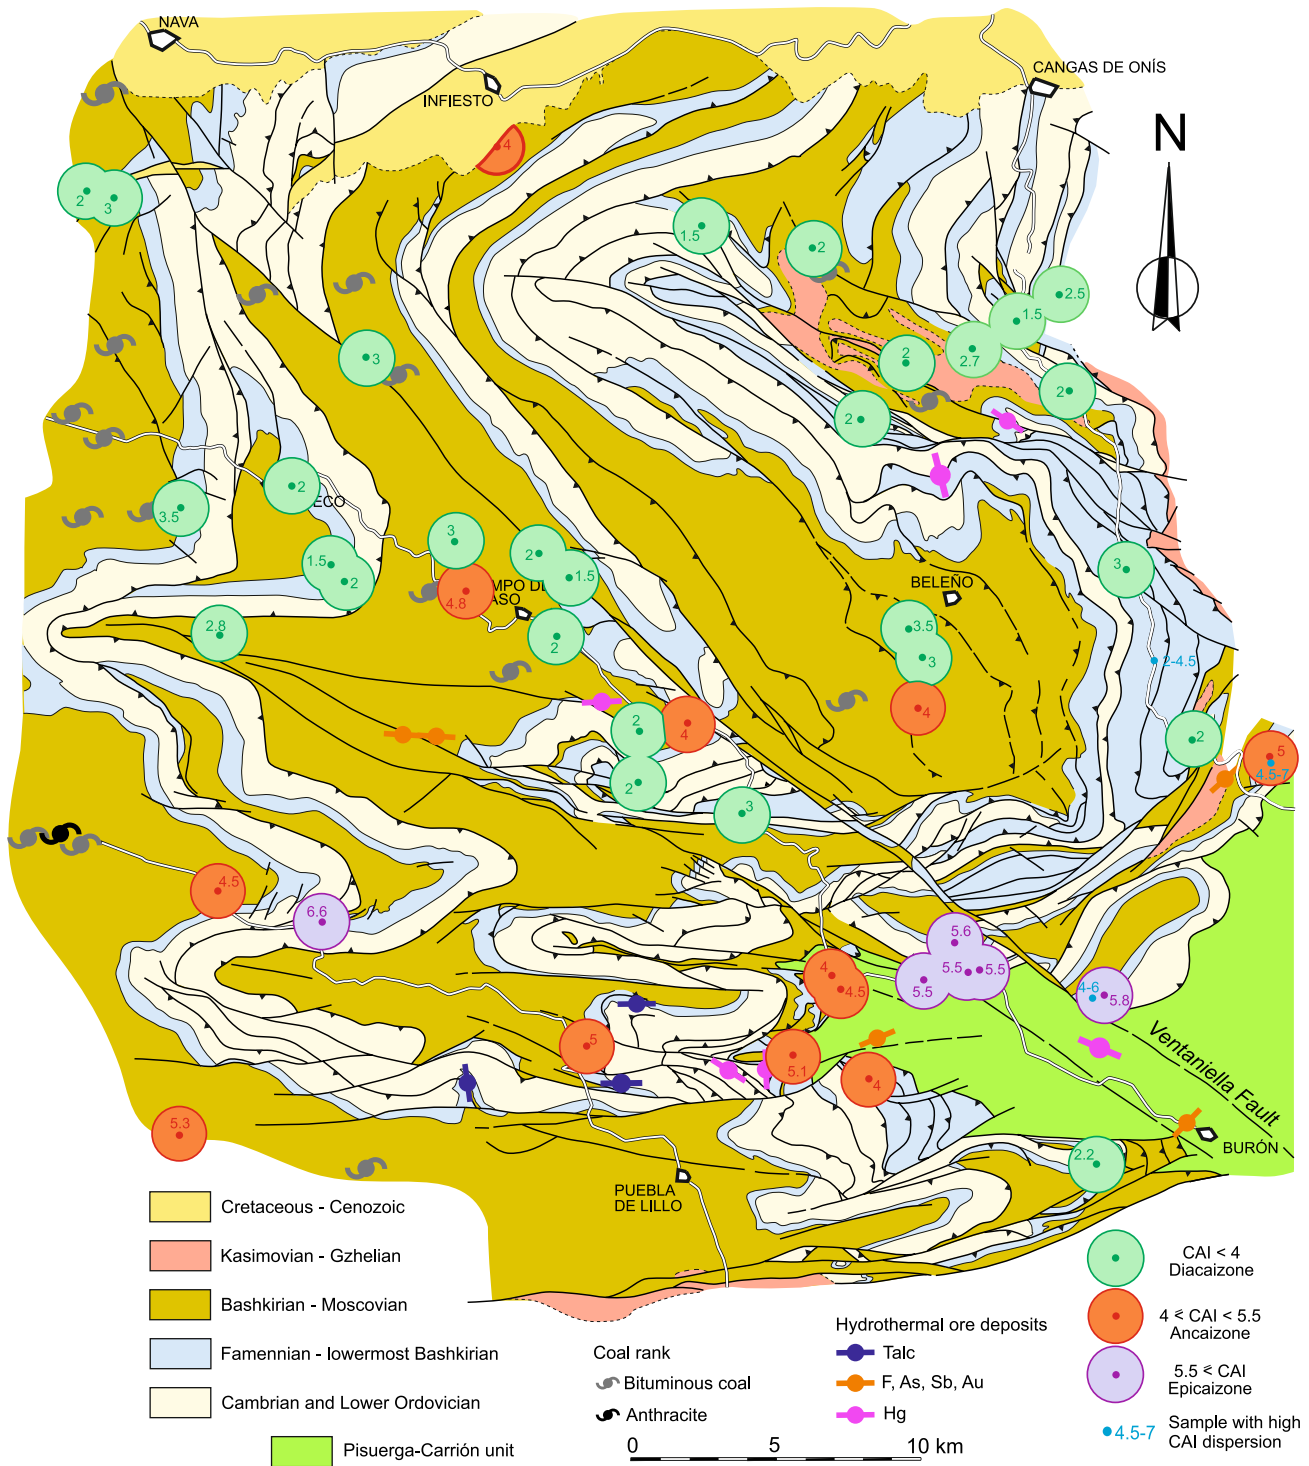 NAVA
INFIESTO
CANGAS DE ONÍS
N
4
2
3
1.5
2
2.5
1.5
2.7
2
3
2
2
2
ECO
3.5
3
2
1.5
1.5
2
4.8
MPO DE
ASO
BELEÑO
3
2.8
2
3.5
3
2-4.5
4
2
4
2
2
5
4.5-7
3
4.5
6.6
5.6
5.5
5.5
5.5
4
4.5
4-6
5.8
Ventaniella Fault
5
5.1
4
5.3
BURÓN
2.2
PUEBLA
DE LILLO
Cretaceous - Cenozoic
Kasimovian - Gzhelian
Bashkirian - Moscovian
Famennian - lowermost Bashkirian
Cambrian and Lower Ordovician
Pisuerga-Carrión unit
Coal rank
Bituminous coal
Anthracite
Hydrothermal ore deposits
Talc
F, As, Sb, Au
Hg
0 5 10 km
CAI < 4
Diacaizone
4 ⩽ CAI < 5.5
Ancaizone
5.5 ⩽ CAI
Epicaizone
4.5-7
Sample with high
CAI dispersion